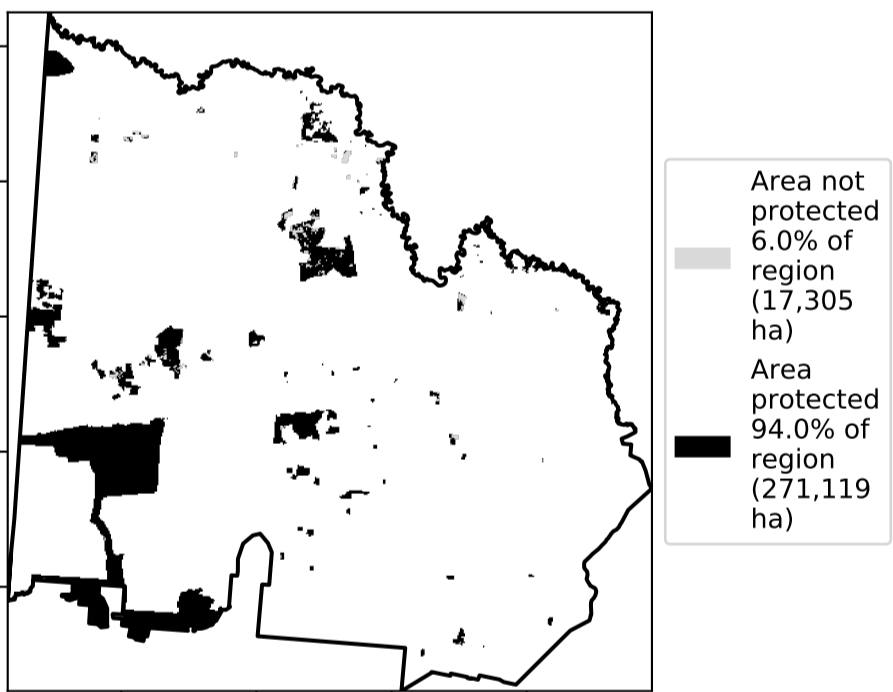 Area not
protected
6.0% of
region
(17,305
ha)
Area
protected
94.0% of
region
(271,119
ha)